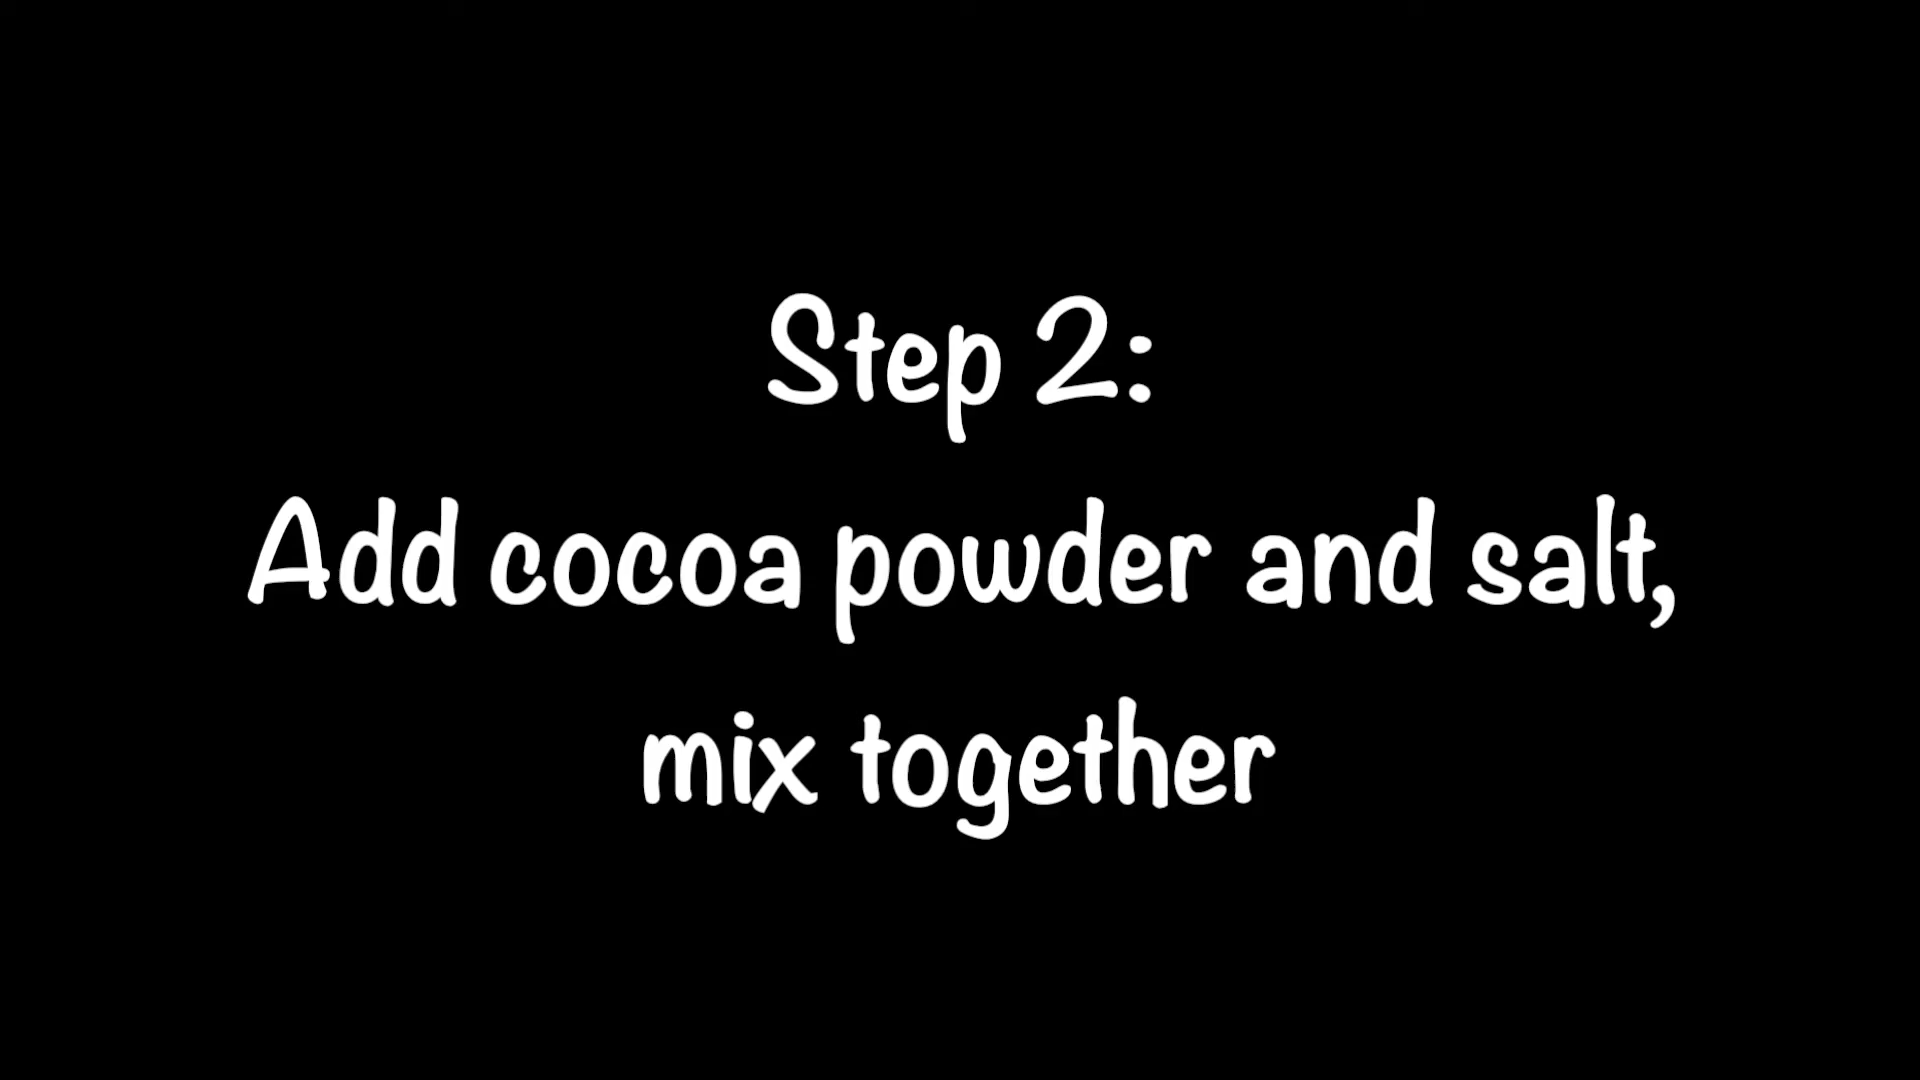 Step 2:
Add cocoa powder and salt,
mix together